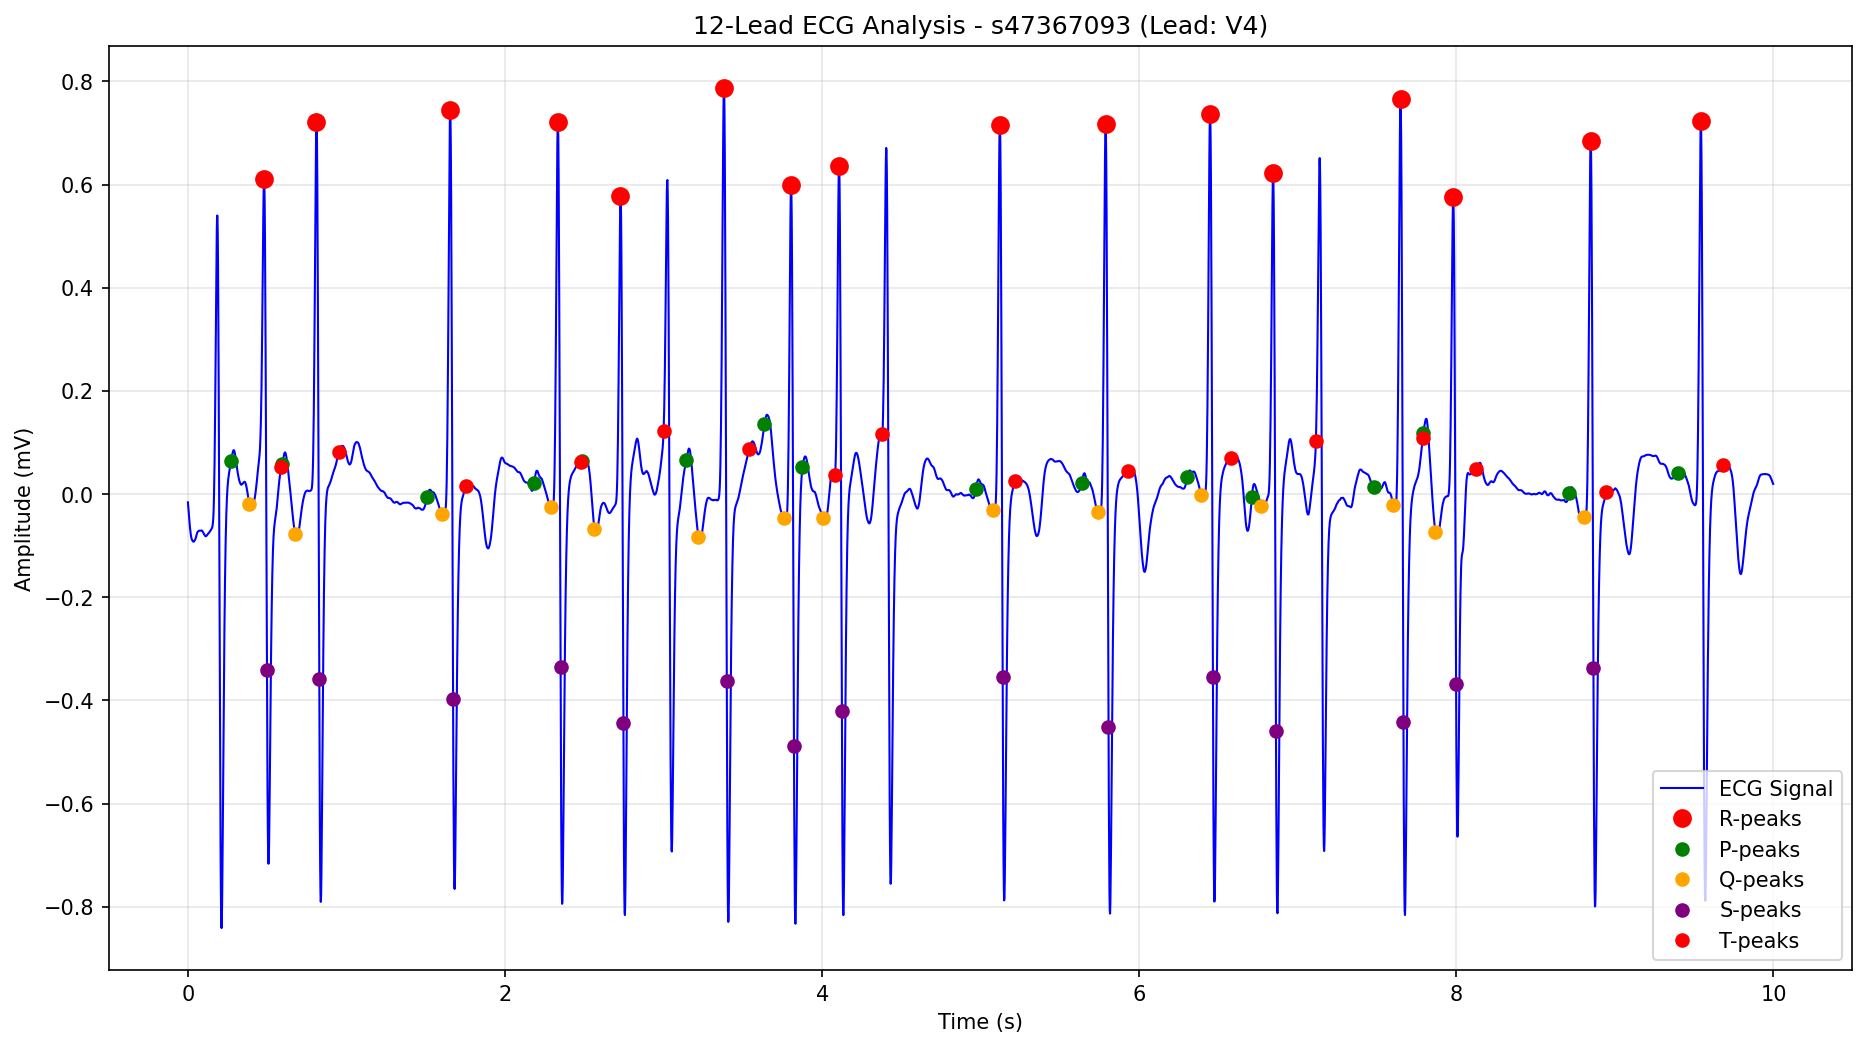 12-Lead ECG Analysis - s47367093 (Lead: V4)
0.8
0.6
0.4
0.2
0.0
−0.2
−0.4
−0.6
−0.8
Amplitude (mV)
0 2 4 6 8 10
Time (s)
ECG Signal
R-peaks
P-peaks
Q-peaks
S-peaks
T-peaks